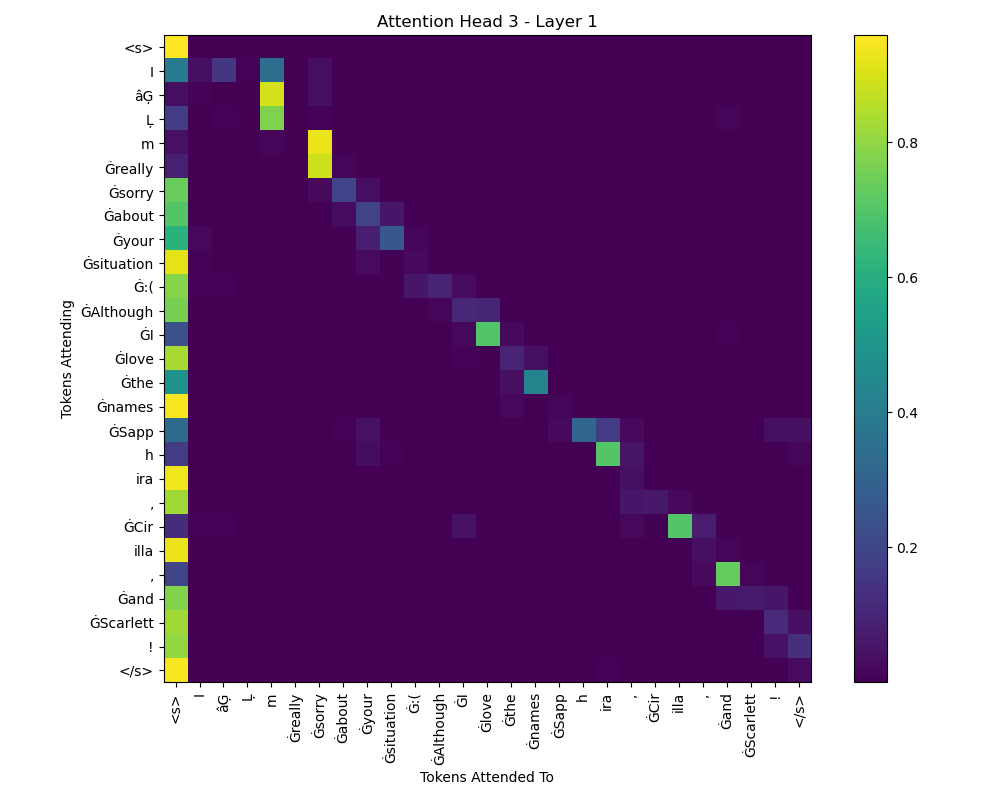 Attention Head 3 - Layer 1
Tokens Attending
<s>
I
âĢ
Ļ
m
Ġreally
Ġsorry
Ġabout
Ġyour
Ġsituation
Ġ:(
ĠAlthough
ĠI
Ġlove
Ġthe
Ġnames
ĠSapp
h
ira
,
ĠCir
illa
,
Ġand
ĠScarlett
!
</s>
<s>
I
âĢ
Ļ
m
Ġreally
Ġsorry
Ġabout
Ġyour
Ġsituation
Ġ:(
ĠAlthough
ĠI
Ġlove
Ġthe
Ġnames
ĠSapp
h
ira
,
ĠCir
illa
,
Ġand
ĠScarlett
!
</s>
Tokens Attended To
0.8
0.6
0.4
0.2